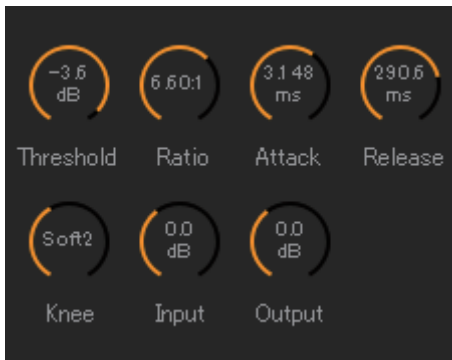 -3.6
dB
6.60:1
3.148
ms
290.6
ms
Threshold
Ratio
Attack
Release
Soft2
0.0
dB
0.0
dB
Knee
Input
Output